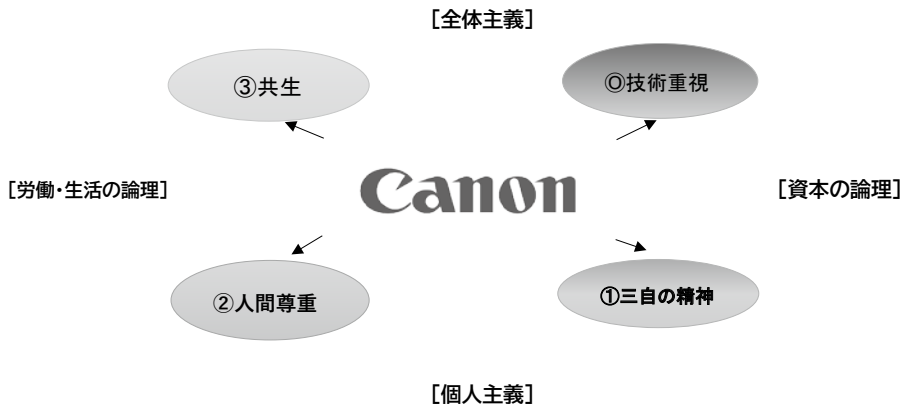 [全体主義]
③共生
◎技術重視
[労働・生活の論理]
Canon
[資本の論理]
②人間尊重
①三自の精神
[個人主義]